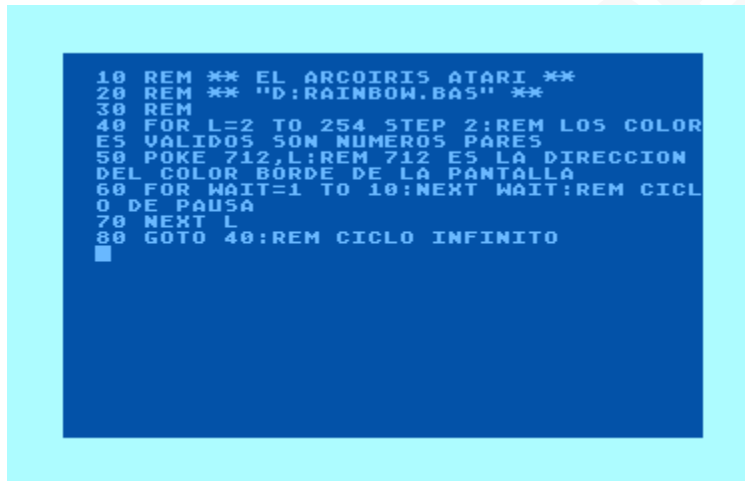 10 REM ** EL ARCOIRIS ATARI **
20 REM ** "D:RAINBOW.BAS" **
30 REM
40 FOR L=2 TO 254 STEP 2:REM LOS COLOR
ES VALIDOS SON NUMEROS PARES
50 POKE 712,L:REM 712 ES LA DIRECCION
DEL COLOR BORDE DE LA PANTALLA
60 FOR WAIT=1 TO 10:NEXT WAIT:REM CICL
O DE PAUSA
70 NEXT L
80 GOTO 40:REM CICLO INFINITO